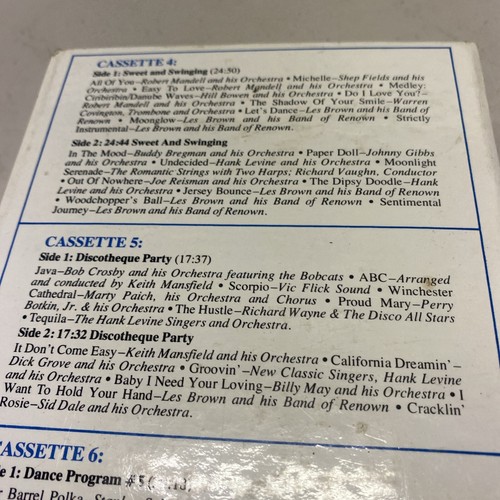 CASSETTE 4:
Side 1: Sweet and Swinging (24:50)
All Of You–Robert Mandell and his Orchestra • Michelle–Shep Fields and his
Orchestra • Easy To Love–Robert Mandell and his Orchestra • Medley:
Ciribiribin/Danube Waves–Hill Bowen and his Orchestra • Do I Love You?–
Robert Mandell and his Orchestra • The Shadow Of Your Smile–Warren
Covington, Trombone and Orchestra • Let's Dance–Les Brown and his Band of
Renown • Moonglow–Les Brown and his Band of Renown • Strictly
Instrumental–Les Brown and his Band of Renown.
Side 2: 24:44 Sweet And Swinging
In The Mood–Buddy Bregman and his Orchestra • Paper Doll–Johnny Gibbs
and his Orchestra • Undecided–Hank Levine and his Orchestra • Moonlight
Serenade–The Romantic Strings with Two Harps; Richard Vaughn, Conductor
• Out Of Nowhere–Joe Reisman and his Orchestra • The Dipsy Doodle–Hank
Levine and his Orchestra • Jersey Bounce–Les Brown and his Band of Renown
• Woodchopper's Ball–Les Brown and his Band of Renown • Sentimental
Journey–Les Brown and his Band of Renown.
CASSETTE 5:
Side 1: Discotheque Party (17:37)
Java–Bob Crosby and his Orchestra featuring the Bobcats • ABC–Arranged
and conducted by Keith Mansfield • Scorpio–Vic Flick Sound • Winchester
Cathedral–Marty Paich, his Orchestra and Chorus • Proud Mary–Perry
Botkin, Jr. & his Orchestra • The Hustle–Richard Wayne & The Disco All Stars
• Tequila–The Hank Levine Singers and Orchestra.
Side 2: 17:32 Discotheque Party
It Don't Come Easy–Keith Mansfield and his Orchestra • California Dreamin'–
Dick Grove and his Orchestra • Groovin'–New Classic Singers, Hank Levine
and his Orchestra • Baby I Need Your Loving–Billy May and his Orchestra • I
Want To Hold Your Hand–Les Brown and his Band of Renown • Cracklin'
Rosie–Sid Dale and his Orchestra.
CASSETTE 6:
e 1: Dance Program #5
Barrel Polka